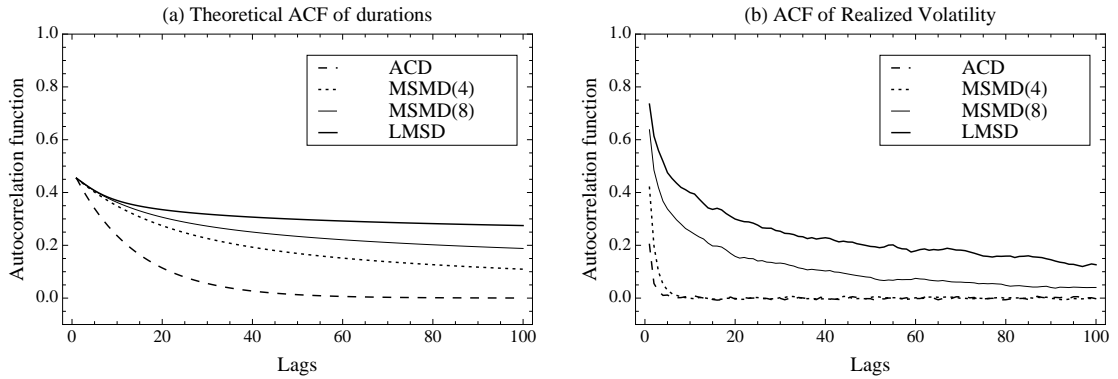 (a) Theoretical ACF of durations
1.0
0.8
0.6
0.4
0.2
0.0
Autocorrelation function
ACD
MSMD(4)
MSMD(8)
LMSD
0 20 40 60 80 100
Lags
(b) ACF of Realized Volatility
1.0
0.8
0.6
0.4
0.2
0.0
Autocorrelation function
ACD
MSMD(4)
MSMD(8)
LMSD
0 20 40 60 80 100
Lags